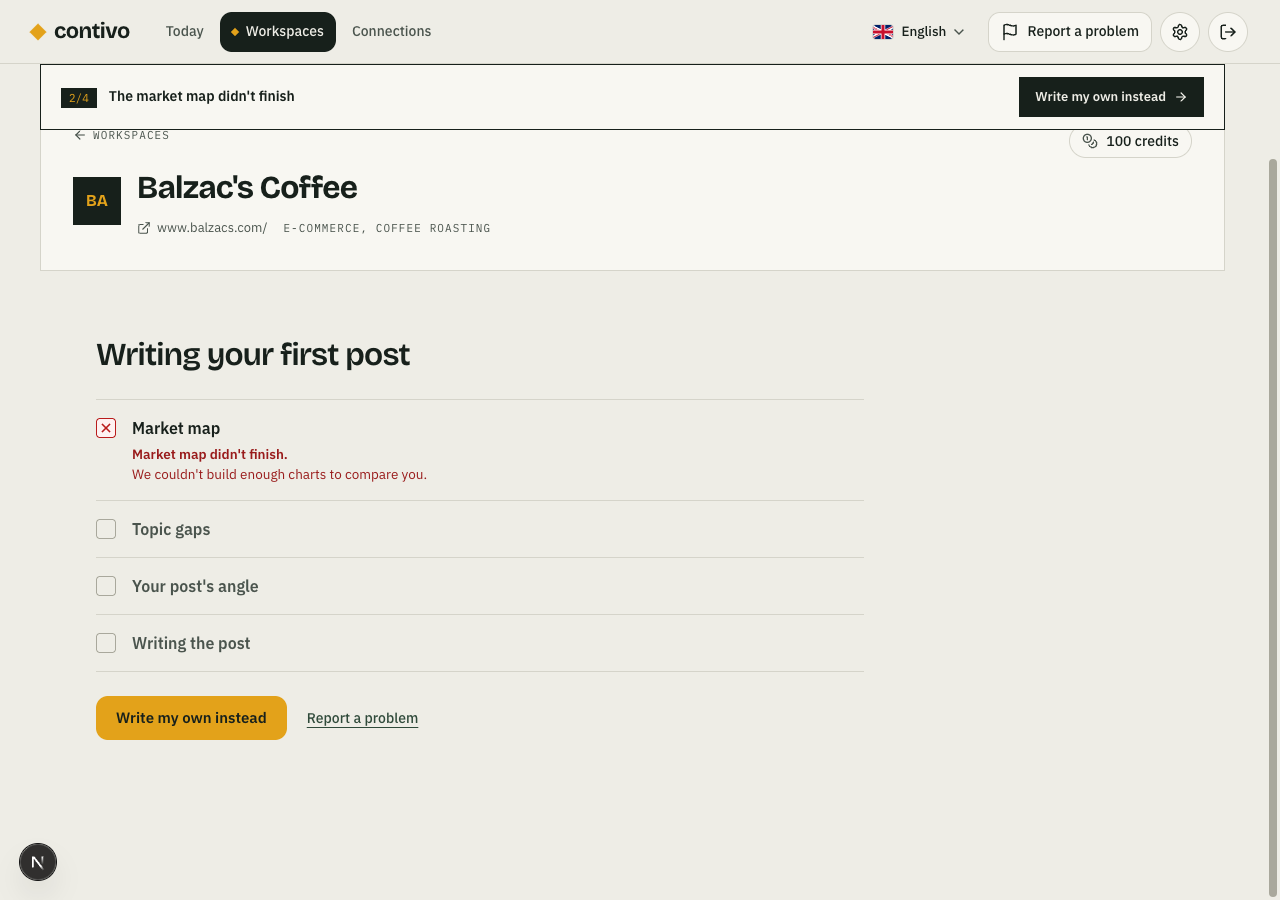 contivo
Today
Workspaces
Connections
English
Report a problem
2/4
The market map didn't finish
Write my own instead
WORKSPACES
100 credits
BA
Balzac's Coffee
www.balzacs.com/
E-COMMERCE, COFFEE ROASTING
Writing your first post
Market map
Market map didn't finish.
We couldn't build enough charts to compare you.
Topic gaps
Your post's angle
Writing the post
Write my own instead
Report a problem
N